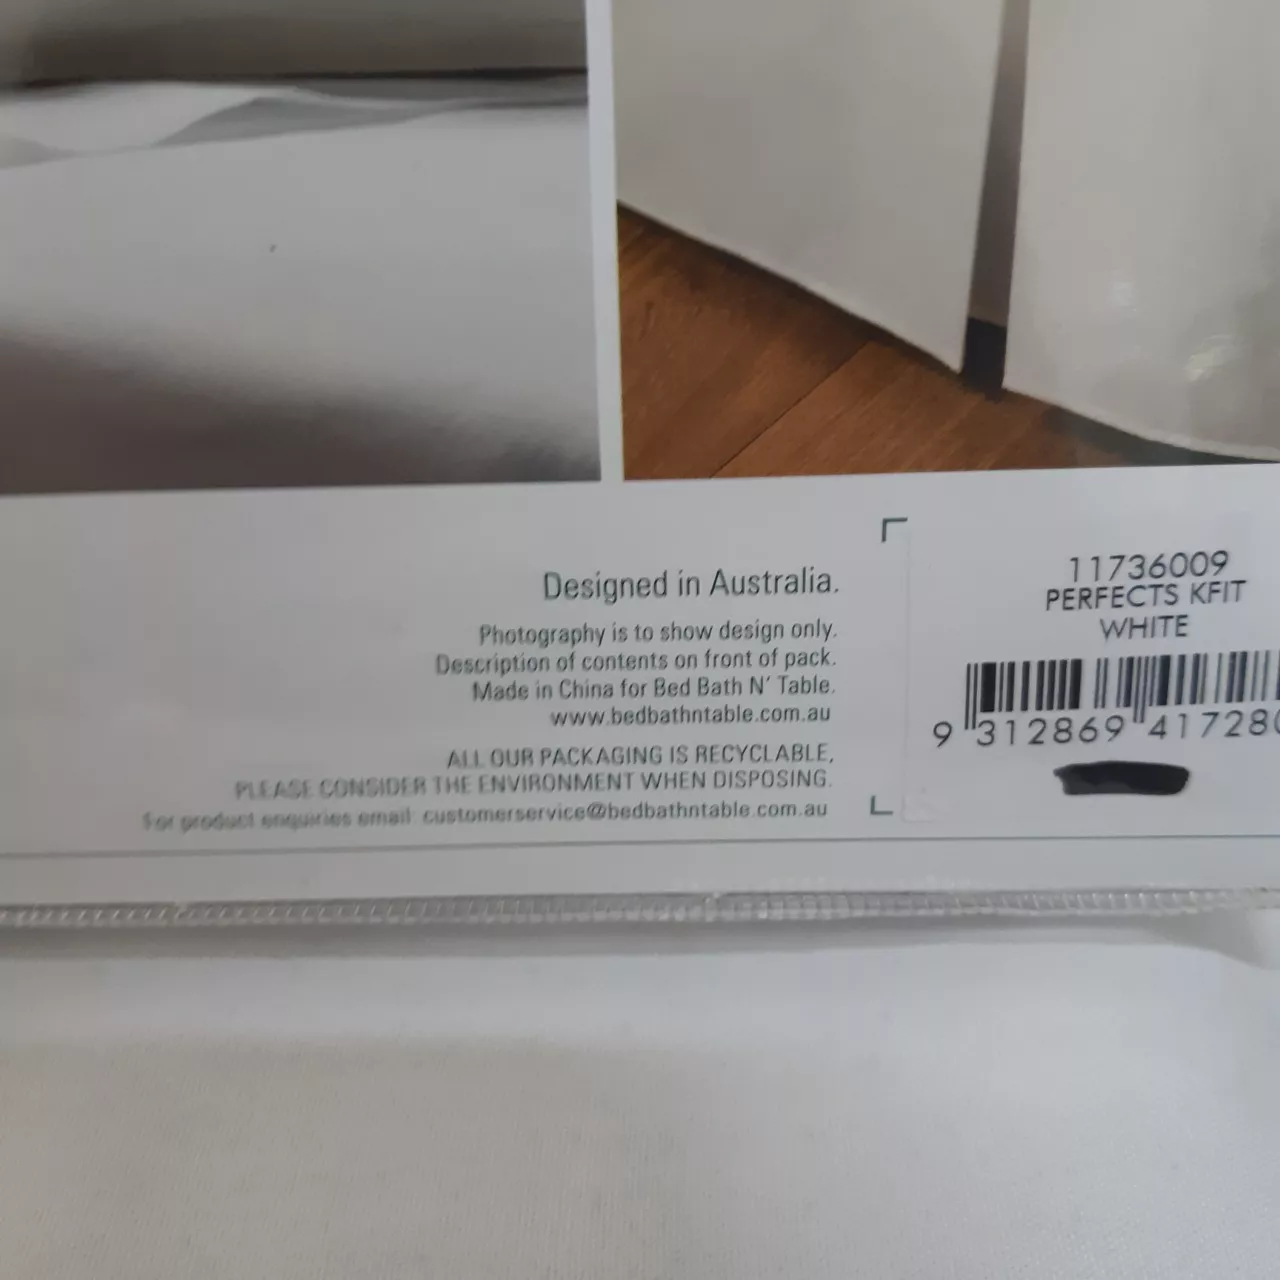 Designed in Australia.
Photography is to show design only.
Description of contents on front of pack.
Made in China for Bed Bath N' Table.
www.bedbathntable.com.au
ALL OUR PACKAGING IS RECYCLABLE,
PLEASE CONSIDER THE ENVIRONMENT WHEN DISPOSING.
For product enquiries email: customerservice@bedbathntable.com.au
11736009
PERFECTS KFIT
WHITE
9 312869 417280